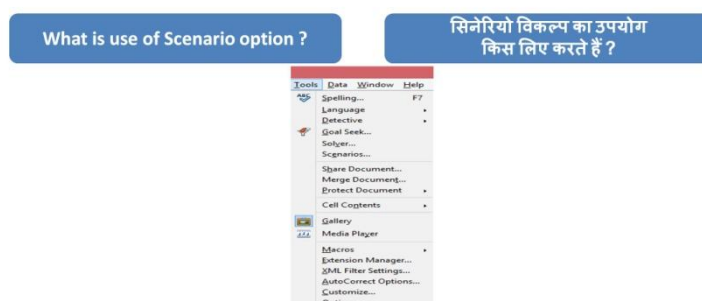 What is use of Scenario option ?
सिनेरियो विकल्प का उपयोग
किस लिए करते हैं ?
Tools Data Window Help
ABC Spelling... F7
Language
Detective
Goal Seek...
Solver...
Scenarios...
Share Document...
Merge Document...
Protect Document
Cell Contents
Gallery
Media Player
Macros
Extension Manager...
XML Filter Settings...
AutoCorrect Options...
Customize...